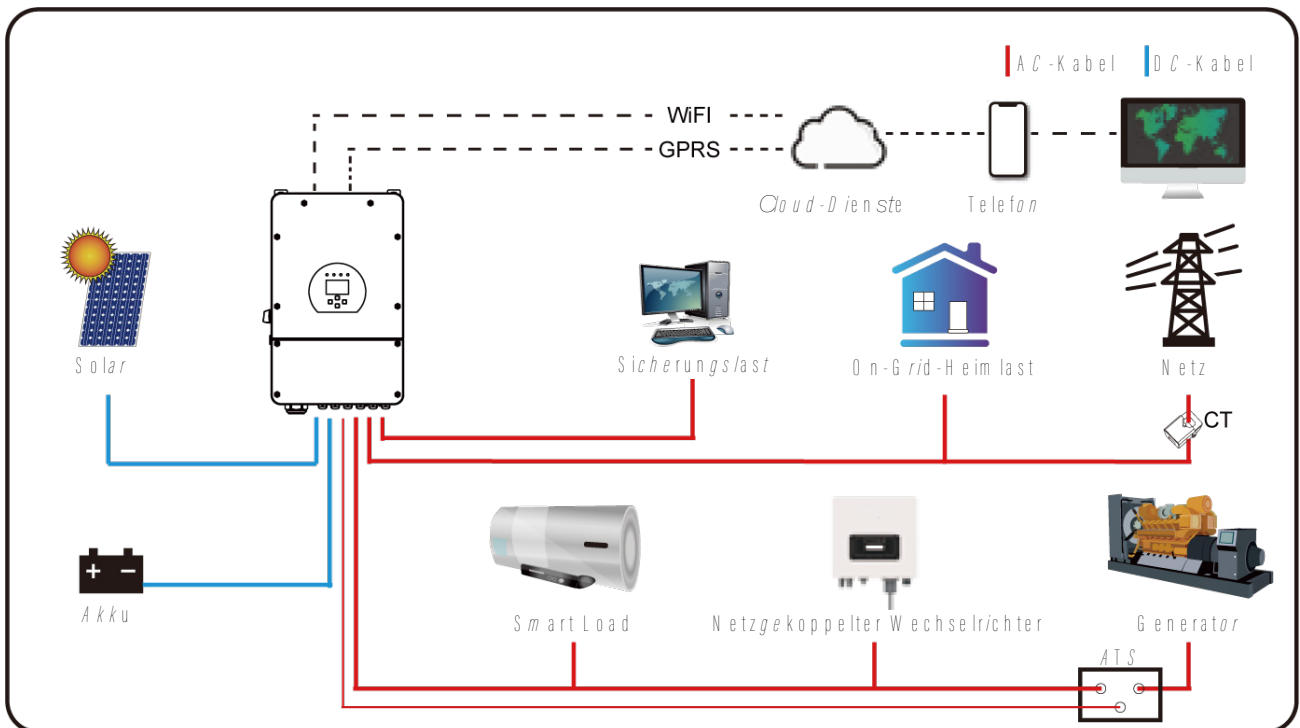 AC-Kabel DC-Kabel
WiFI
GPRS
Cloud-Dienste Telefon
Solar Sicherungslast On-Grid-Heimlast Netz
CT
Akku Smart Load Netzgekoppelter Wechselrichter Generator
ATS